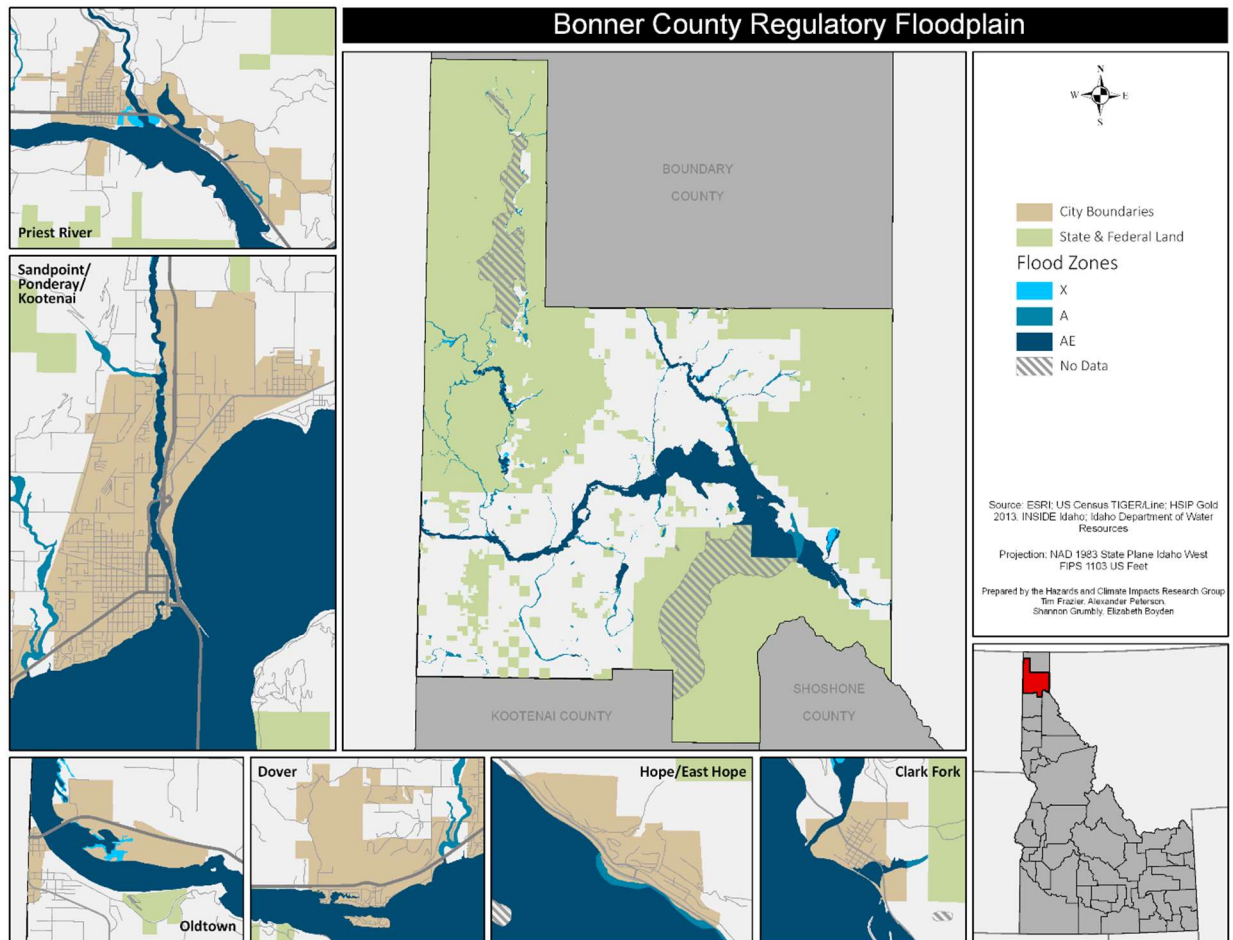 Bonner County Regulatory Floodplain
Priest River
Sandpoint/
Ponderay/
Kootenai
BOUNDARY
COUNTY
KOOTENAI COUNTY
SHOSHONE
COUNTY
N
W
E
S
City Boundaries
State & Federal Land
Flood Zones
X
A
AE
No Data
Source: ESRI; US Census TIGER/Line; HSIP Gold
2013, INSIDE Idaho; Idaho Department of Water
Resources
Projection: NAD 1983 State Plane Idaho West
FIPS 1103 US Feet
Prepared by the Hazards and Climate Impacts Research Group
Tim Frazier, Alexander Peterson,
Shannon Grumbly, Elizabeth Boyden
Oldtown
Dover
Hope/East Hope
Clark Fork